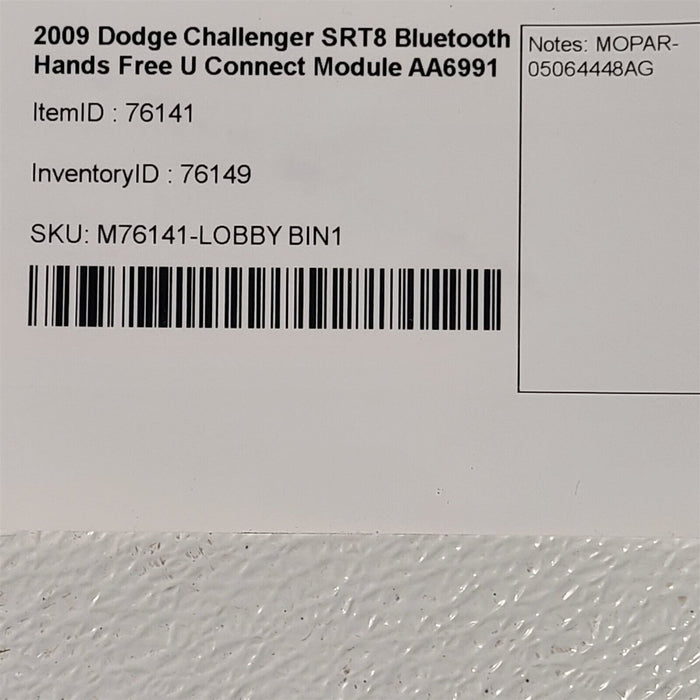 2009 Dodge Challenger SRT8 Bluetooth
Hands Free U Connect Module AA6991
ItemID : 76141
InventoryID : 76149
SKU: M76141-LOBBY BIN1
Notes: MOPAR-
05064448AG